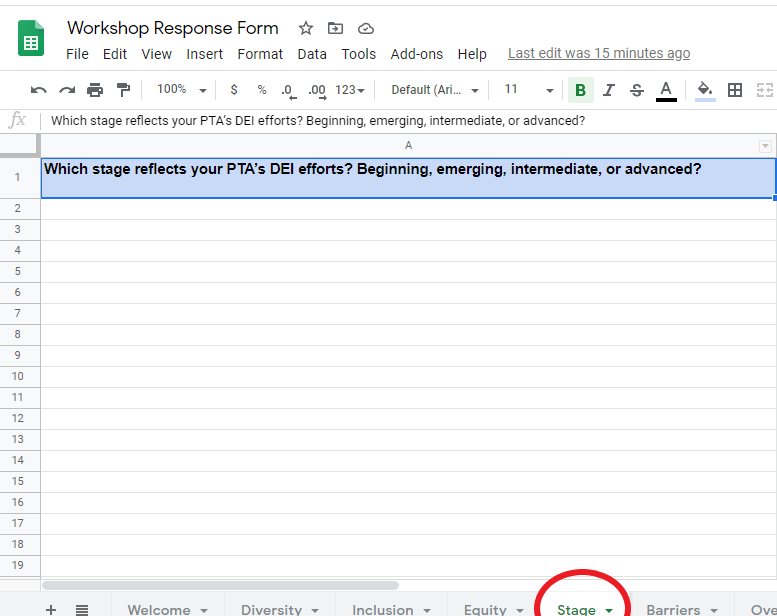 Workshop Response Form
File Edit View Insert Format Data Tools Add-ons Help Last edit was 15 minutes ago
100% $ % .0 .00 123 Default (Ari... 11 B I S A
fx Which stage reflects your PTA's DEI efforts? Beginning, emerging, intermediate, or advanced?
A
1 Which stage reflects your PTA's DEI efforts? Beginning, emerging, intermediate, or advanced?
2
3
4
5
6
7
8
9
10
11
12
13
14
15
16
17
18
19
+ Welcome Diversity Inclusion Equity Stage Barriers Ove